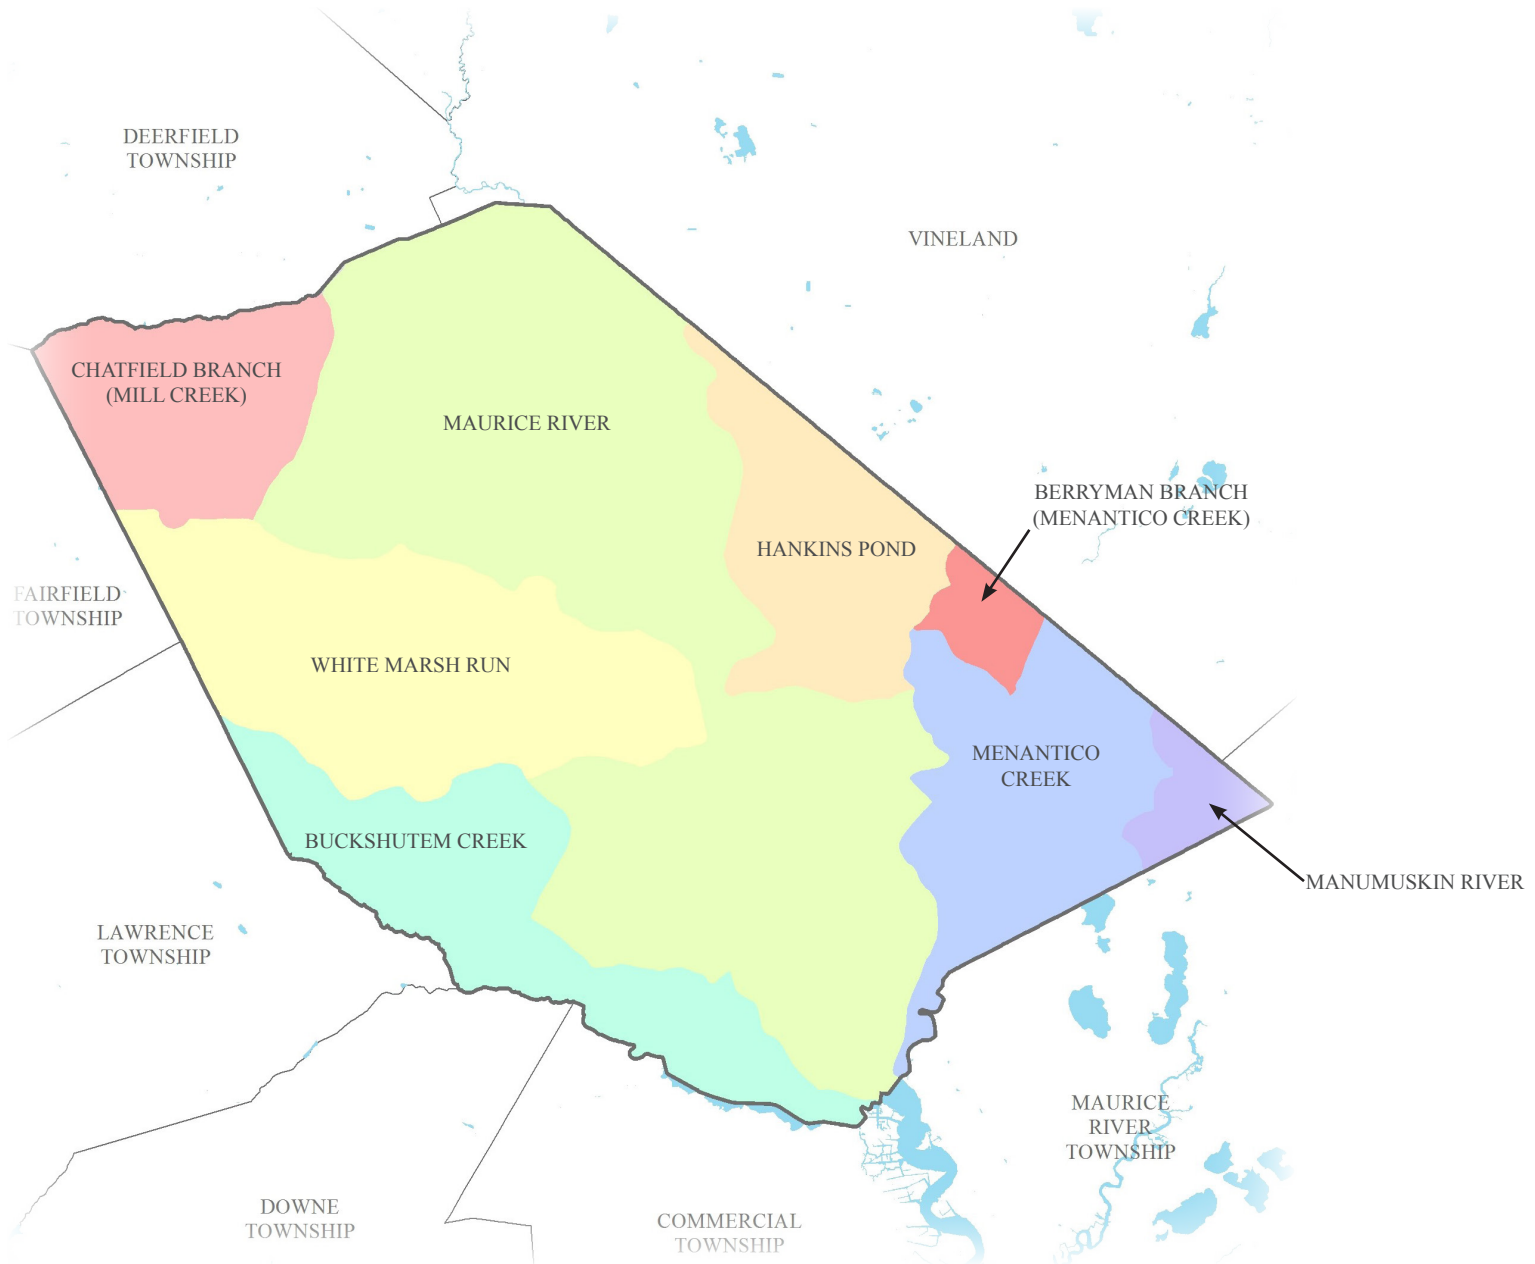 DEERFIELD
TOWNSHIP
VINELAND
CHATFIELD BRANCH
(MILL CREEK)
MAURICE RIVER
BERRYMAN BRANCH
(MENANTICO CREEK)
HANKINS POND
FAIRFIELD
TOWNSHIP
WHITE MARSH RUN
MENANTICO
CREEK
BUCKSHUTEM CREEK
MANUMUSKIN RIVER
LAWRENCE
TOWNSHIP
MAURICE
RIVER
TOWNSHIP
DOWNE
TOWNSHIP
COMMERCIAL
TOWNSHIP